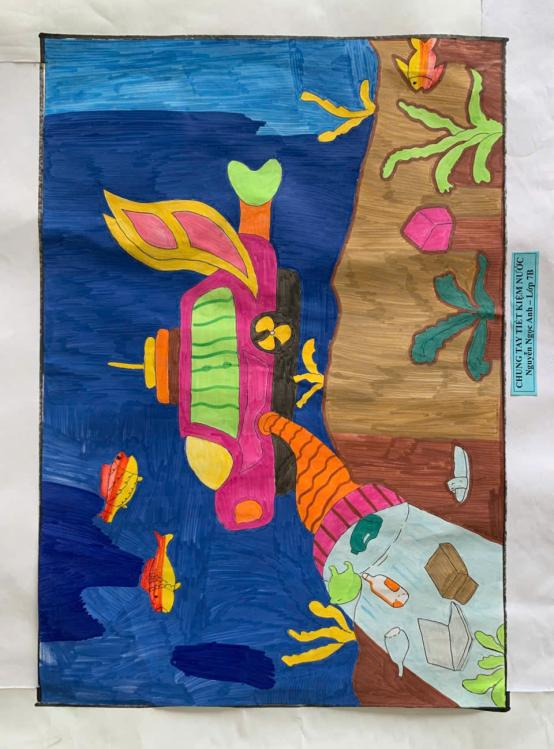 CHUNG TAY TIẾT KIỆM NƯỚC
Nguyễn Ngọc Anh – Lớp 7B